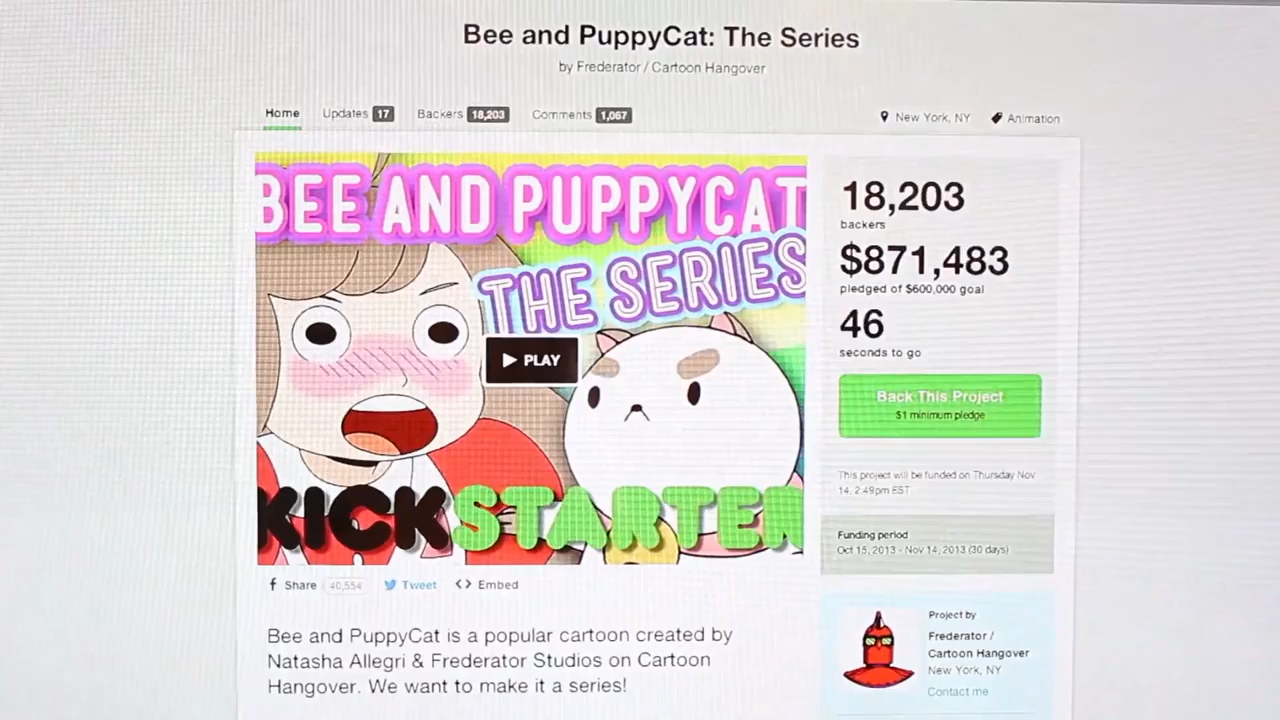 Bee and PuppyCat: The Series
by Frederator / Cartoon Hangover
Home Updates 17 Backers 18,203 Comments 1,067
New York, NY Animation
BEE AND PUPPYCAT
THE SERIES
PLAY
KICKSTARTER
18,203
backers
$871,483
pledged of $600,000 goal
46
seconds to go
Back This Project
$1 minimum pledge
This project will be funded on Thursday Nov
14, 2:49pm EST
Funding period
Oct 15, 2013 - Nov 14, 2013 (30 days)
Share 40,554 Tweet Embed
Bee and PuppyCat is a popular cartoon created by
Natasha Allegri & Frederator Studios on Cartoon
Hangover. We want to make it a series!
Project by
Frederator /
Cartoon Hangover
New York, NY
Contact me